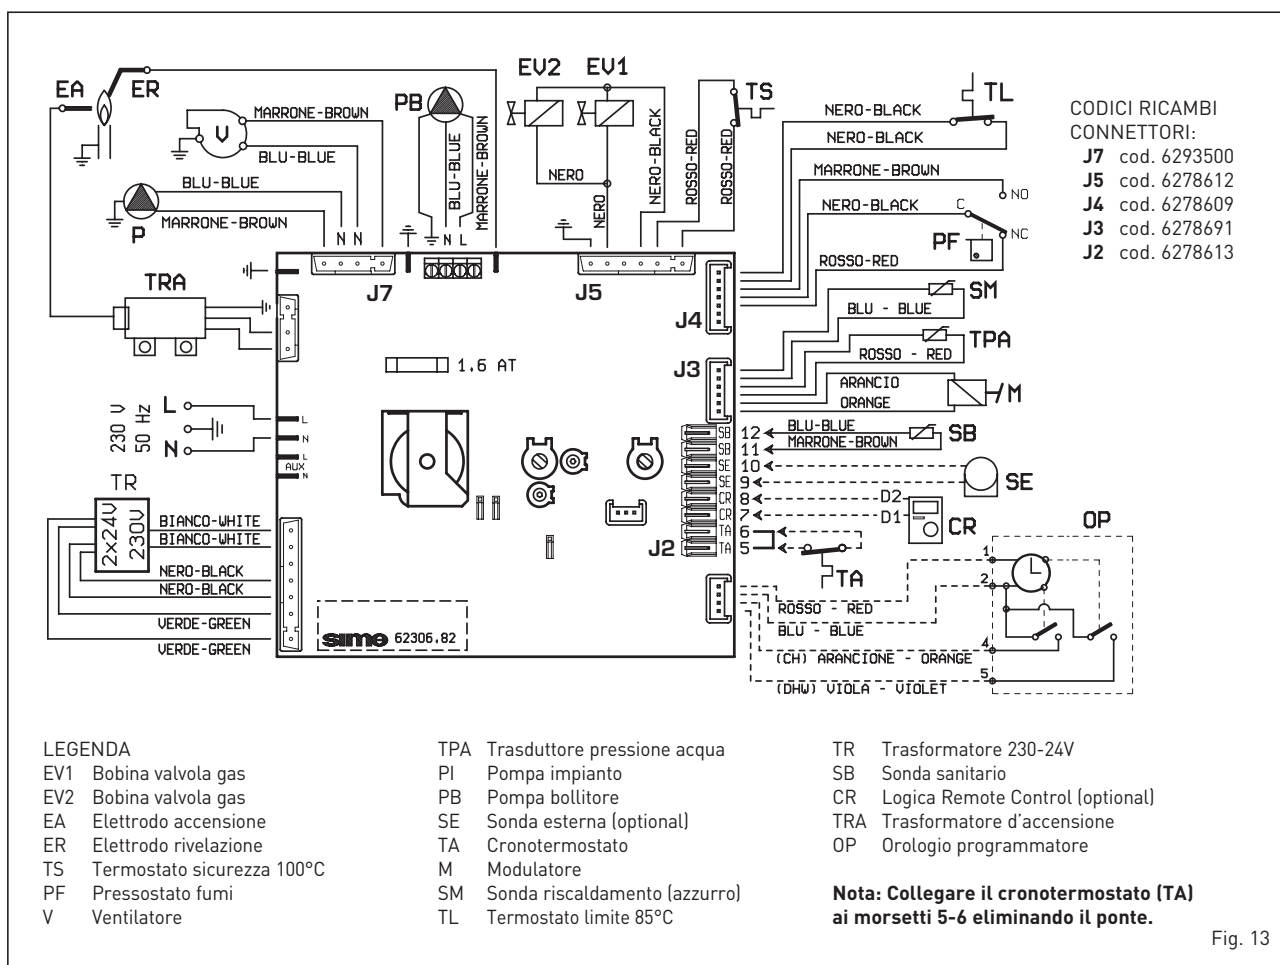 EA
ER
V
MARRONE-BROWN
BLU-BLUE
BLU-BLUE
MARRONE-BROWN
P
N N
PB
BLU-BLUE
MARRONE-BROWN
N L
EV2
EV1
NERO
NERO
NERO-BLACK
ROSSO-RED
ROSSO-RED
TS
TL
NERO-BLACK
NERO-BLACK
MARRONE-BROWN
NERO-BLACK
ROSSO-RED
C
NO
NC
PF
CODICI RICAMBI
CONNETTORI:
J7 cod. 6293500
J5 cod. 6278612
J4 cod. 6278609
J3 cod. 6278691
J2 cod. 6278613
TRA
J7
J5
J4
J3
J2
1.6 AT
SM
BLU - BLUE
TPA
ROSSO - RED
ARANCIO
ORANGE
M
L
N
230 V
50 Hz
L
N
L
AUX
N
SB 12
SB 11
SE 10
SE 9
CR 8
CR 7
TA 6
TA 5
BLU-BLUE
MARRONE-BROWN
SB
SE
D2
D1
CR
TA
OP
TR
2x24V
230V
BIANCO-WHITE
BIANCO-WHITE
NERO-BLACK
NERO-BLACK
VERDE-GREEN
VERDE-GREEN
sime 62306.82
ROSSO - RED
BLU - BLUE
(CH) ARANCIONE - ORANGE
(DHW) VIOLA - VIOLET
1
2
4
5
LEGENDA
EV1 Bobina valvola gas
EV2 Bobina valvola gas
EA Elettrodo accensione
ER Elettrodo rivelazione
TS Termostato sicurezza 100°C
PF Pressostato fumi
V Ventilatore
TPA Trasduttore pressione acqua
PI Pompa impianto
PB Pompa bollitore
SE Sonda esterna (optional)
TA Cronotermostato
M Modulatore
SM Sonda riscaldamento (azzurro)
TL Termostato limite 85°C
TR Trasformatore 230-24V
SB Sonda sanitario
CR Logica Remote Control (optional)
TRA Trasformatore d'accensione
OP Orologio programmatore
Nota: Collegare il cronotermostato (TA)
ai morsetti 5-6 eliminando il ponte.
Fig. 13